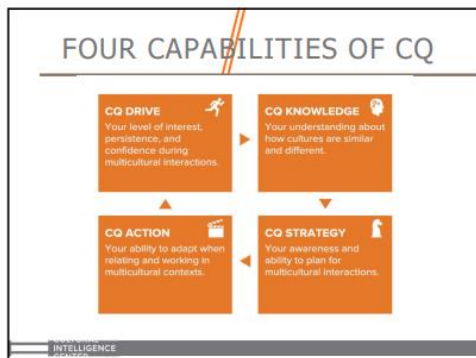 FOUR CAPABILITIES OF CQ
CQ DRIVE
Your level of interest,
persistence, and
confidence during
multicultural interactions.
CQ KNOWLEDGE
Your understanding about
how cultures are similar
and different.
CQ ACTION
Your ability to adapt when
relating and working in
multicultural contexts.
CQ STRATEGY
Your awareness and
ability to plan for
multicultural interactions.
CULTURAL
INTELLIGENCE
CENTER